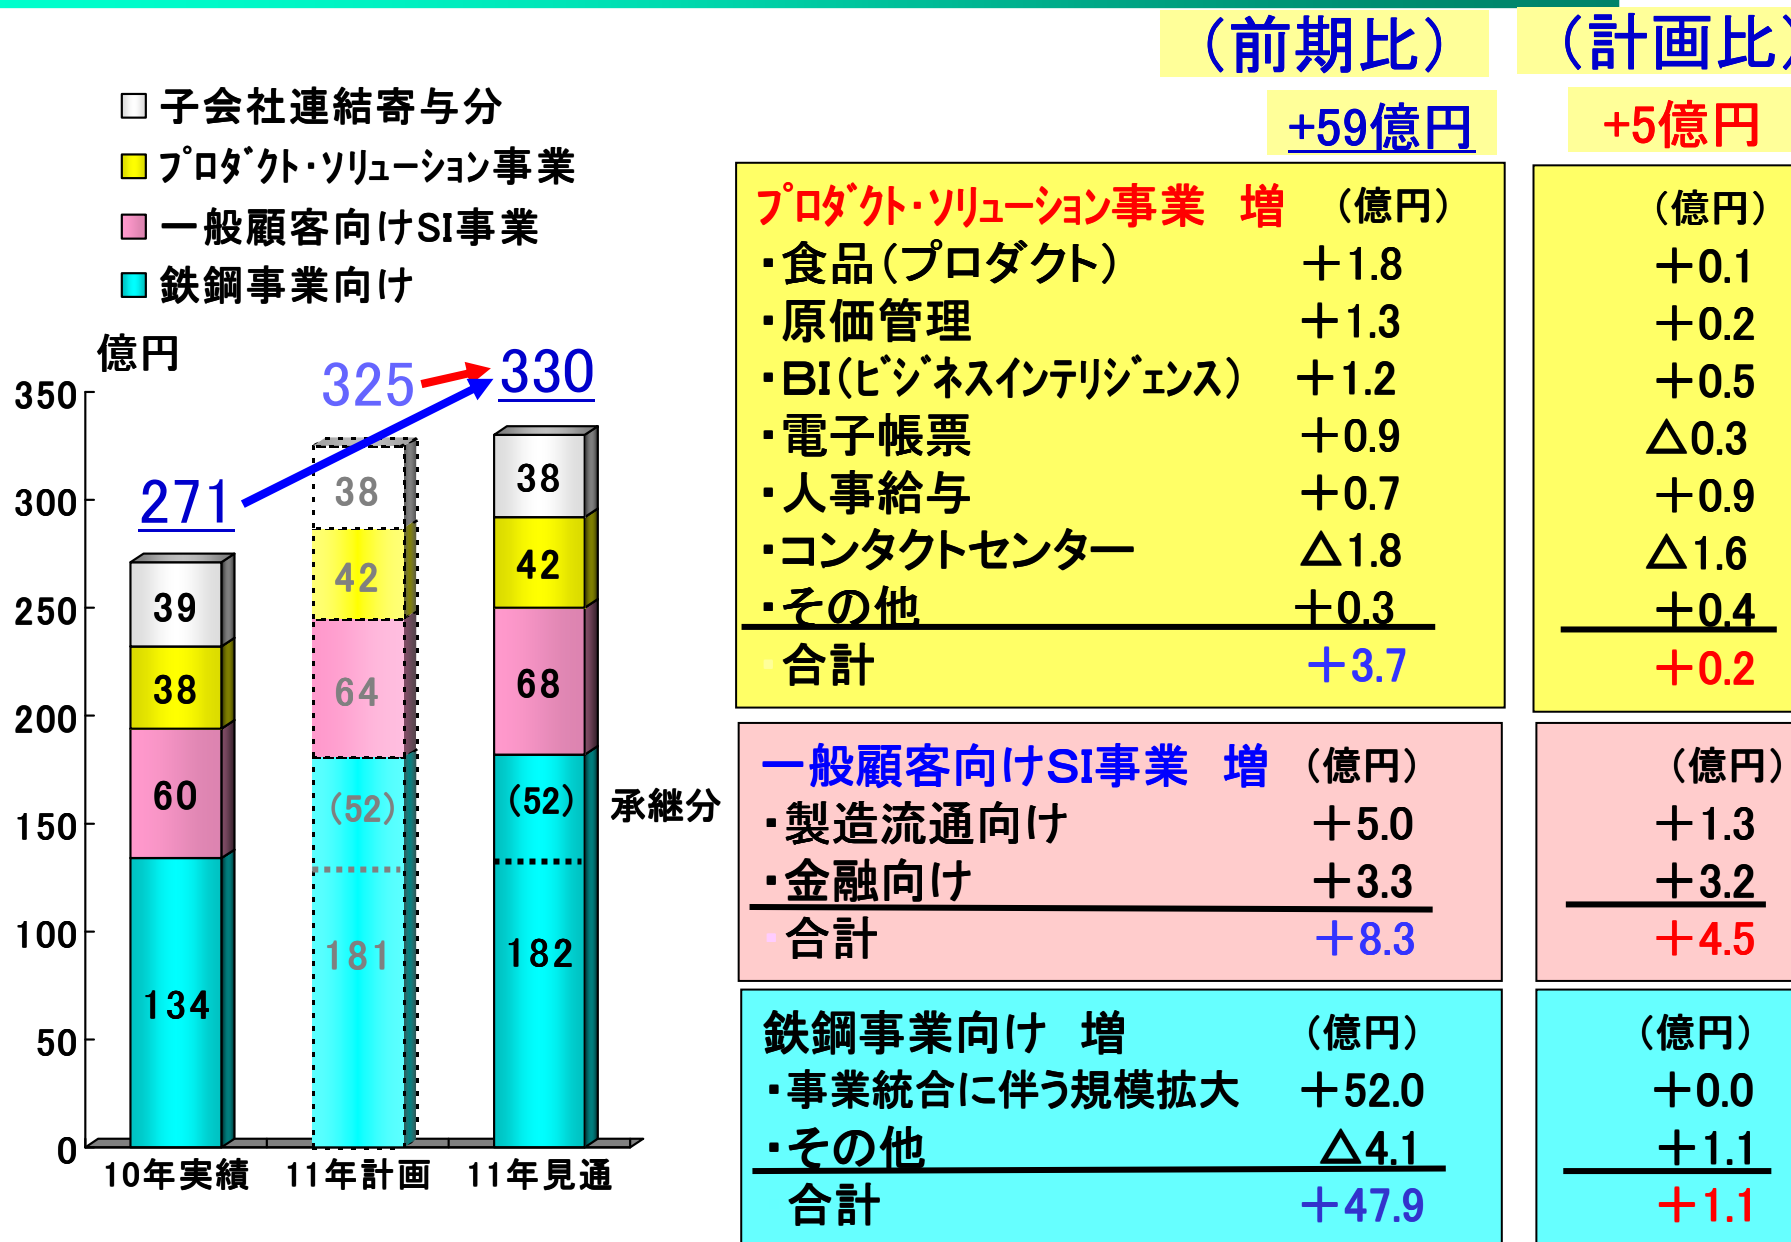 （前期比）
（計画比）
+59億円
+5億円
子会社連結寄与分
ﾌﾟﾛﾀﾞｸﾄ･ｿﾘｭｰｼｮﾝ事業
一般顧客向けSI事業
鉄鋼事業向け
億円
350
300
250
200
150
100
50
0
271
325
330
39
38
60
134
38
42
64
(52)
181
38
42
68
(52)
182
承継分
10年実績
11年計画
11年見通
ﾌﾟﾛﾀﾞｸﾄ･ｿﾘｭｰｼｮﾝ事業　増　（億円）　（億円）
・食品（プロダクト）　＋1.8　＋0.1
・原価管理　＋1.3　＋0.2
・BI（ﾋﾞｼﾞﾈｽｲﾝﾃﾘｼﾞｪﾝｽ）　＋1.2　＋0.5
・電子帳票　＋0.9　△0.3
・人事給与　＋0.7　＋0.9
・コンタクトセンター　△1.8　△1.6
・その他　＋0.3　＋0.4
・合計　＋3.7　＋0.2
一般顧客向けSI事業　増　（億円）　（億円）
・製造流通向け　＋5.0　＋1.3
・金融向け　＋3.3　＋3.2
・合計　＋8.3　＋4.5
鉄鋼事業向け　増　（億円）　（億円）
・事業統合に伴う規模拡大　＋52.0　＋0.0
・その他　△4.1　＋1.1
合計　＋47.9　＋1.1